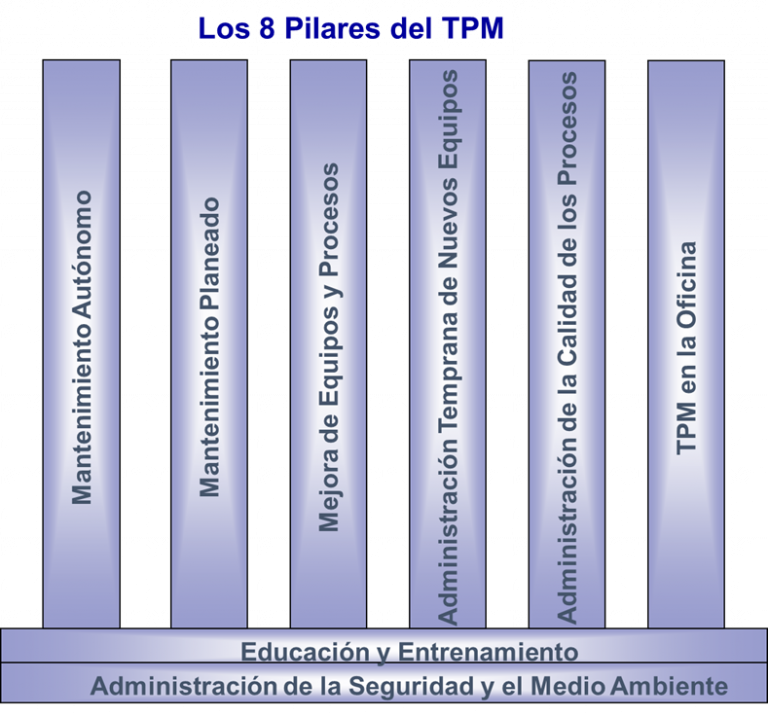 Los 8 Pilares del TPM
Mantenimiento Autónomo
Mantenimiento Planeado
Mejora de Equipos y Procesos
Administración Temprana de Nuevos Equipos
Administración de la Calidad de los Procesos
TPM en la Oficina
Educación y Entrenamiento
Administración de la Seguridad y el Medio Ambiente